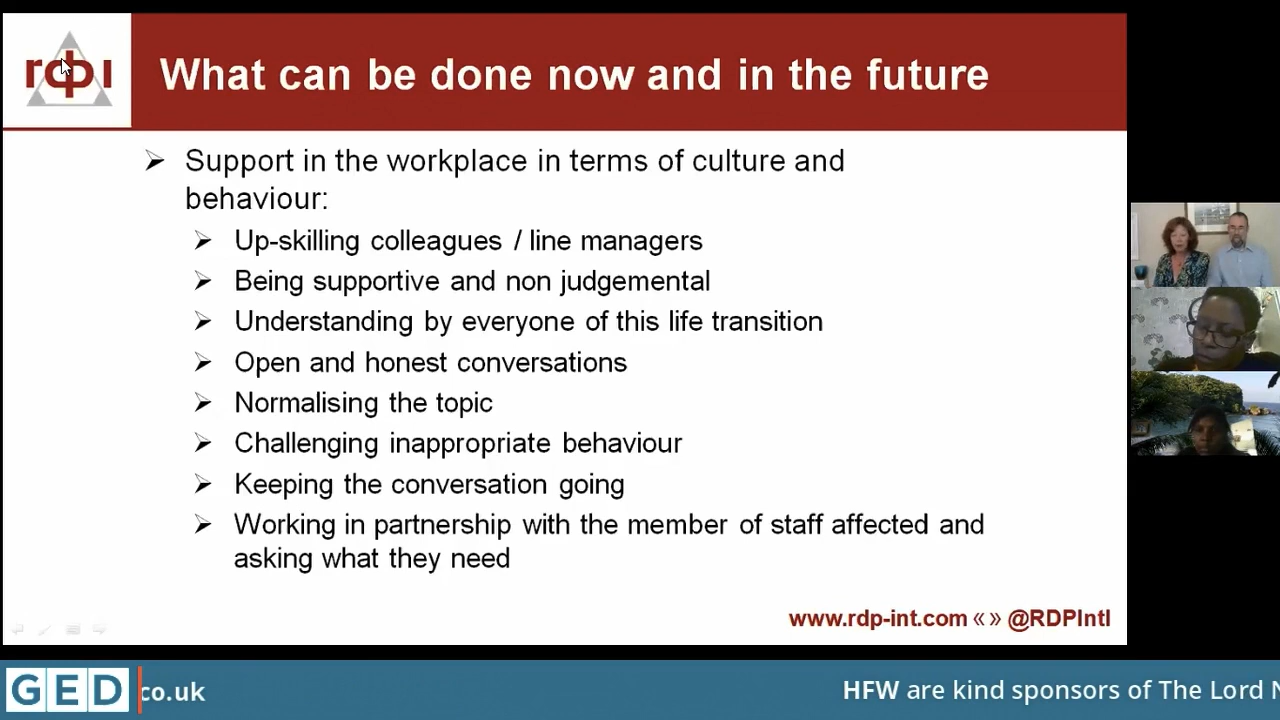 rdpi
What can be done now and in the future
➢ Support in the workplace in terms of culture and
behaviour:
➢ Up-skilling colleagues / line managers
➢ Being supportive and non judgemental
➢ Understanding by everyone of this life transition
➢ Open and honest conversations
➢ Normalising the topic
➢ Challenging inappropriate behaviour
➢ Keeping the conversation going
➢ Working in partnership with the member of staff affected and
asking what they need
www.rdp-int.com «» @RDPIntl
GED co.uk
HFW are kind sponsors of The Lord N